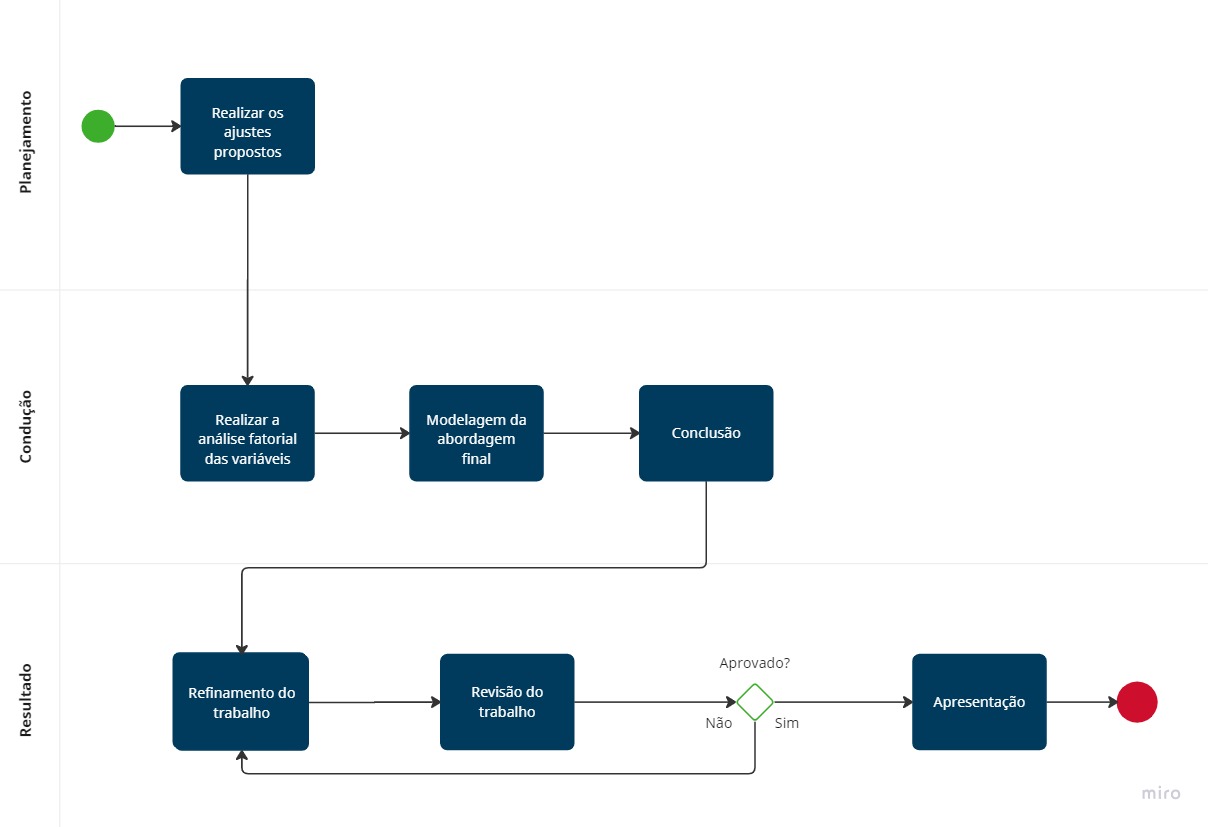 Planejamento
Realizar os
ajustes
propostos
Condução
Realizar a
análise fatorial
das variáveis
Modelagem da
abordagem
final
Conclusão
Resultado
Refinamento do
trabalho
Revisão do
trabalho
Aprovado?
Não
Sim
Apresentação
miro